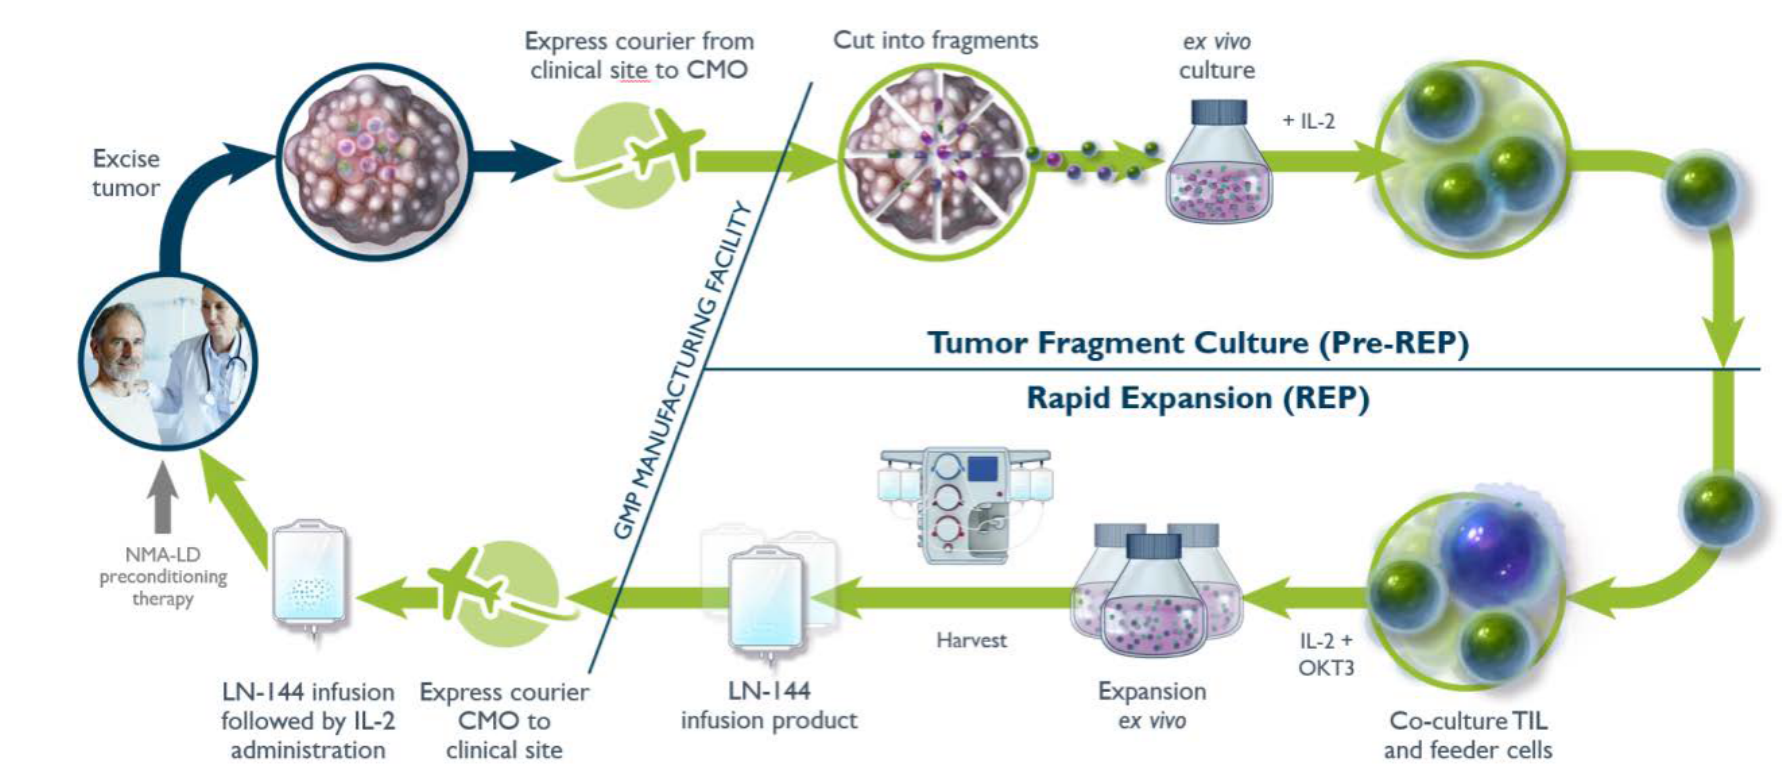 Express courier from
clinical site to CMO
Cut into fragments
ex vivo
culture
+ IL-2
Excise
tumor
GMP MANUFACTURING FACILITY
Tumor Fragment Culture (Pre-REP)
Rapid Expansion (REP)
NMA-LD
preconditioning
therapy
Harvest
IL-2 +
OKT3
LN-144 infusion
followed by IL-2
administration
Express courier
CMO to
clinical site
LN-144
infusion product
Expansion
ex vivo
Co-culture TIL
and feeder cells